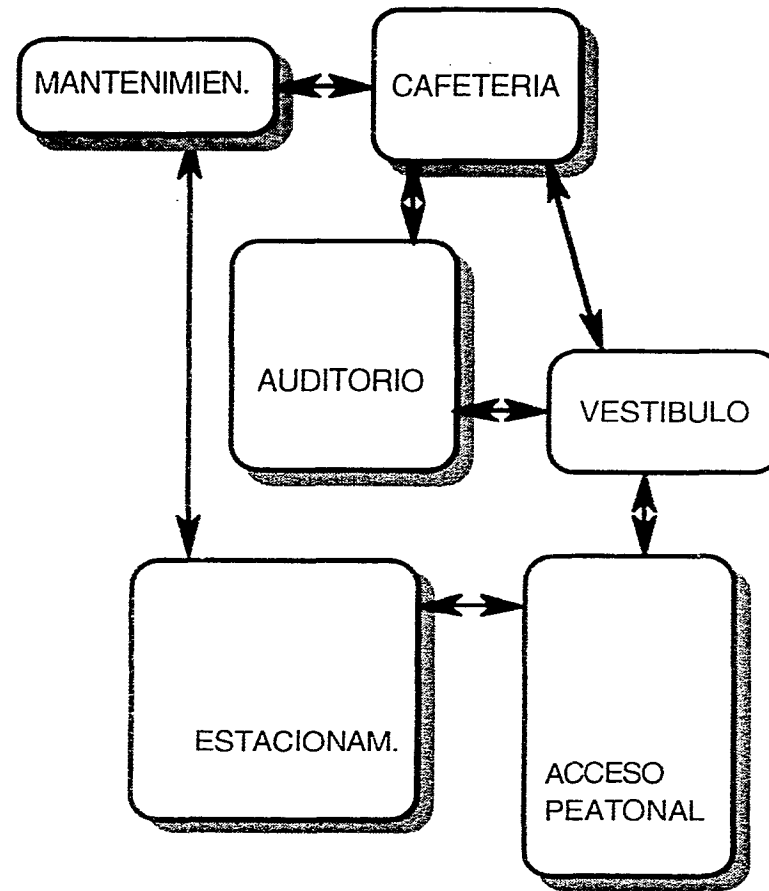 MANTENIMIEN.
CAFETERIA
AUDITORIO
VESTIBULO
ESTACIONAM.
ACCESO
PEATONAL